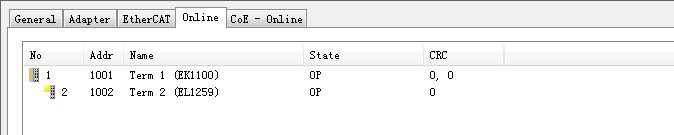 General Adapter EtherCAT Online CoE - Online
No Addr Name State CRC
1 1001 Term 1 (EK1100) OP 0, 0
2 1002 Term 2 (EL1259) OP 0